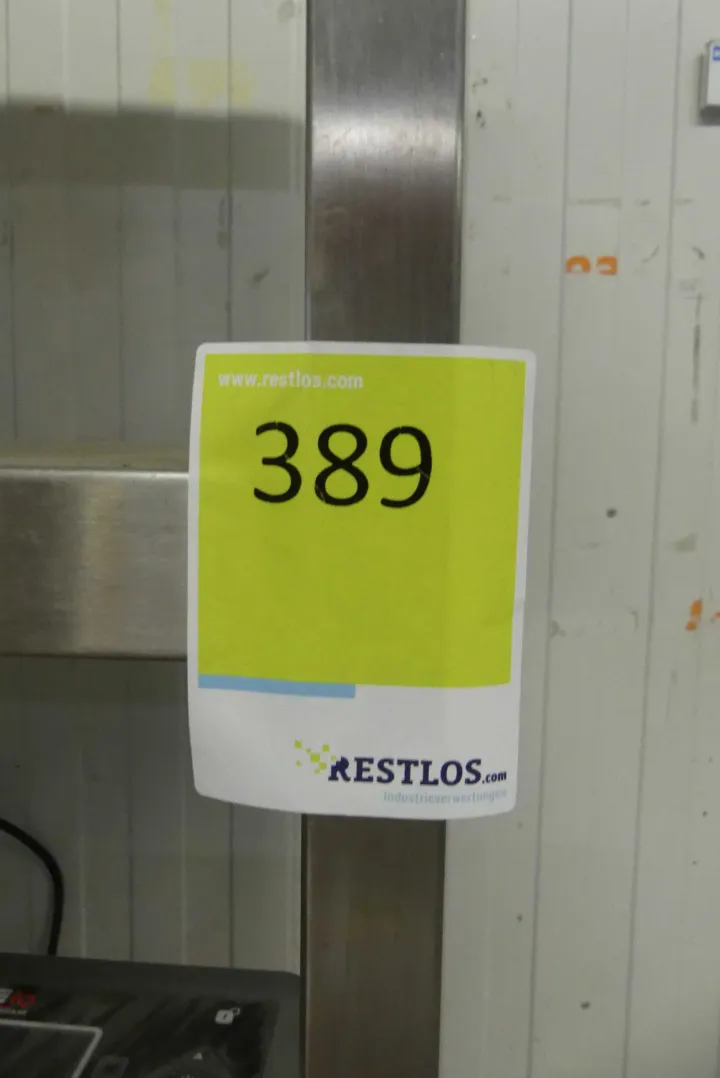 www.restlos.com
389
RESTLOS.com
Industrieverwertungen